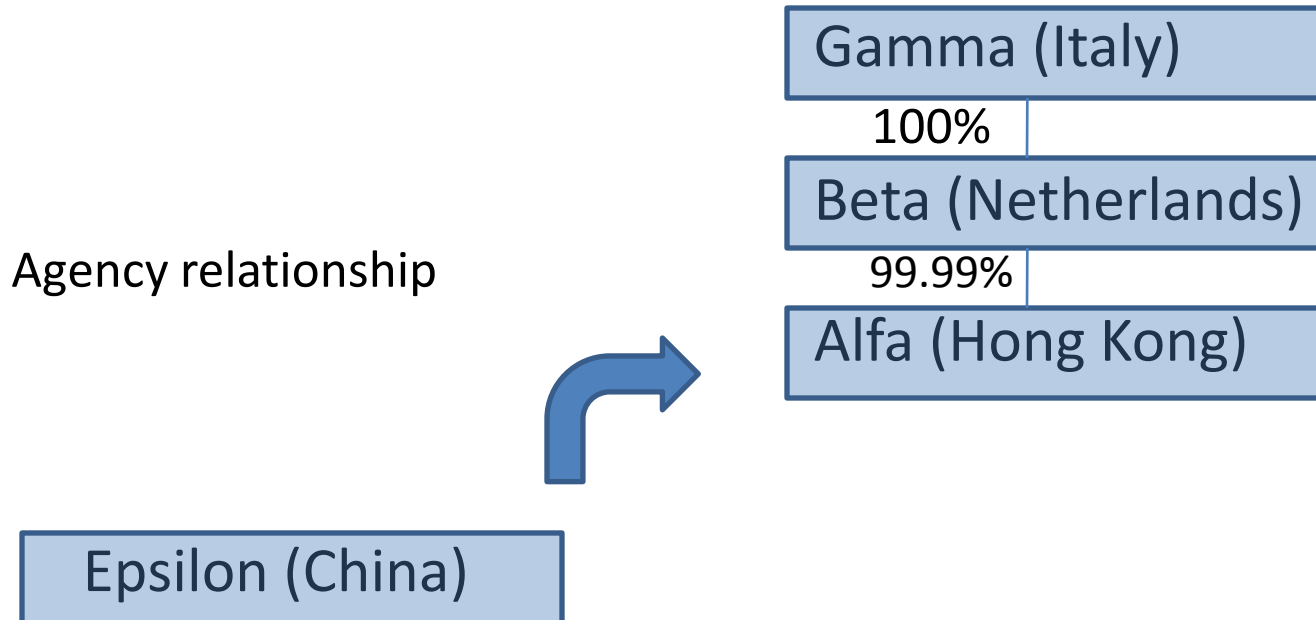 Gamma (Italy)
100%
Beta (Netherlands)
99.99%
Agency relationship
Alfa (Hong Kong)
Epsilon (China)